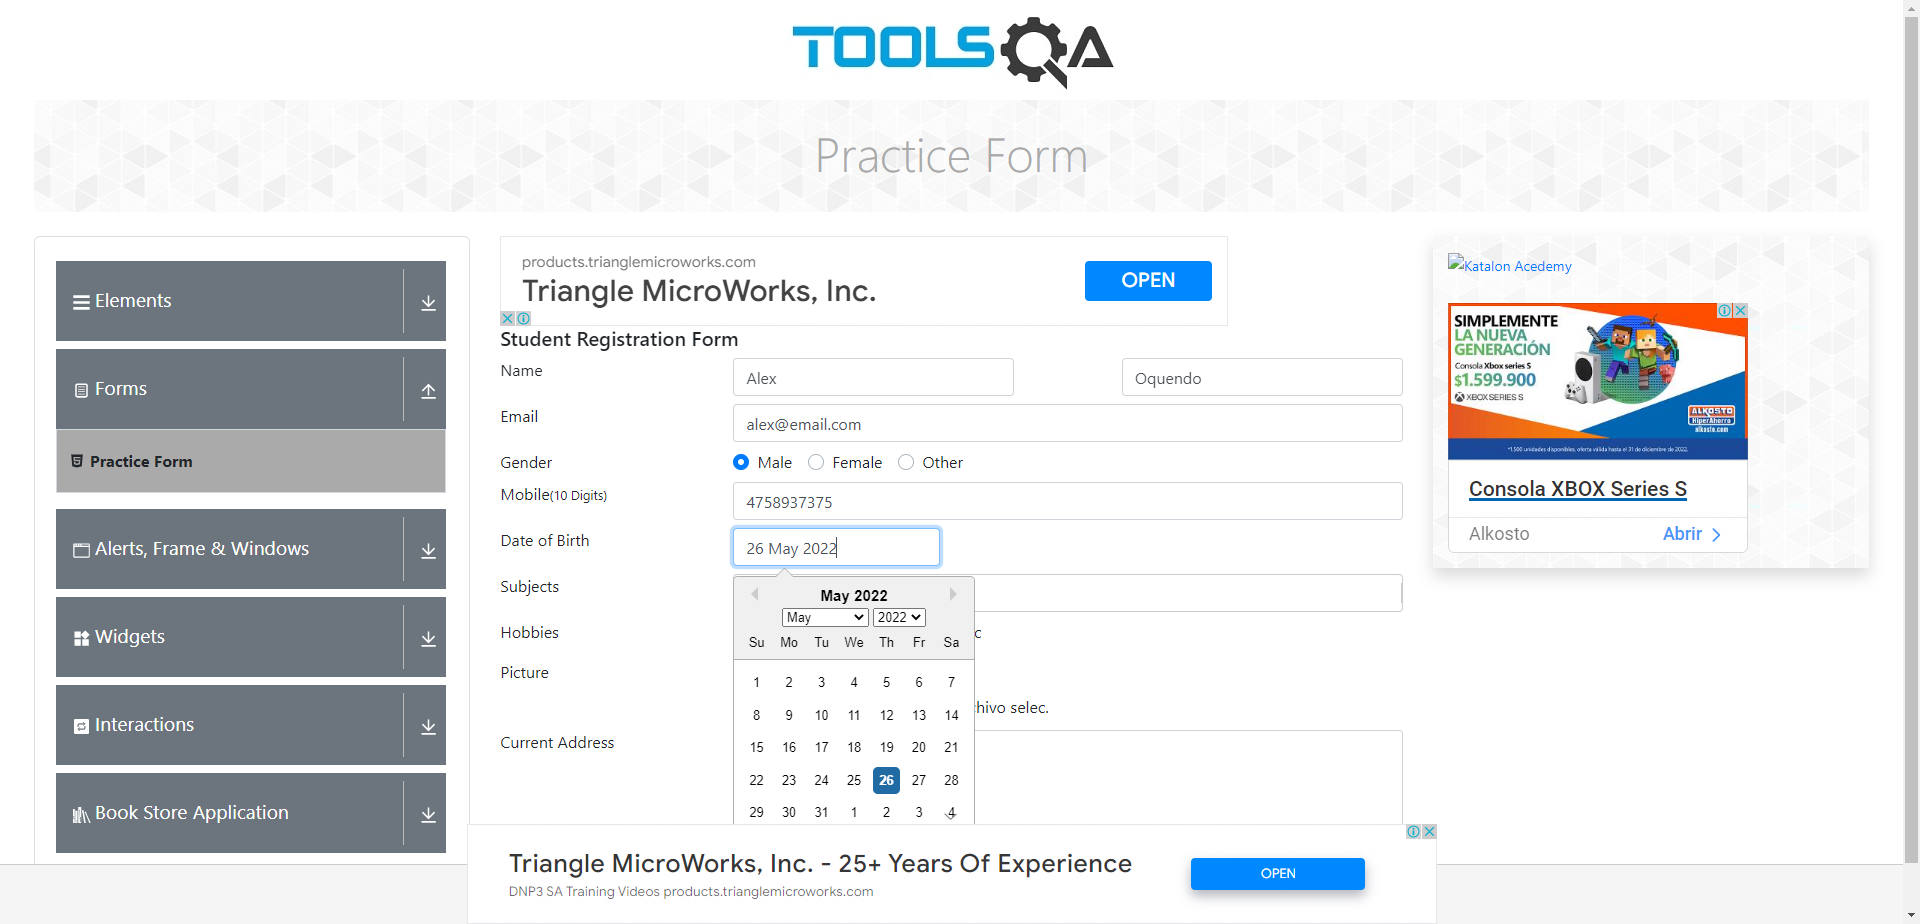 TOOLSQA
Practice Form
Elements
Forms
Practice Form
Alerts, Frame & Windows
Widgets
Interactions
Book Store Application
products.trianglemicroworks.com
Triangle MicroWorks, Inc.
OPEN
Student Registration Form
Name
Alex
Oquendo
Email
alex@email.com
Gender
Male
Female
Other
Mobile(10 Digits)
4758937375
Date of Birth
26 May 2022
May 2022
May
2022
Su Mo Tu We Th Fr Sa
1 2 3 4 5 6 7
8 9 10 11 12 13 14
15 16 17 18 19 20 21
22 23 24 25 26 27 28
29 30 31 1 2 3 4
Subjects
Hobbies
c
Picture
hivo selec.
Current Address
Katalon Acedemy
SIMPLEMENTE
LA NUEVA
GENERACIÓN
Consola Xbox series S
$1.599.900
XBOX SERIES S
ALKOSTO
HiperAhorro
alkosto.com
*1.500 unidades disponibles, oferta válida hasta el 31 de diciembre de 2022.
Consola XBOX Series S
Alkosto
Abrir
Triangle MicroWorks, Inc. - 25+ Years Of Experience
DNP3 SA Training Videos products.trianglemicroworks.com
OPEN